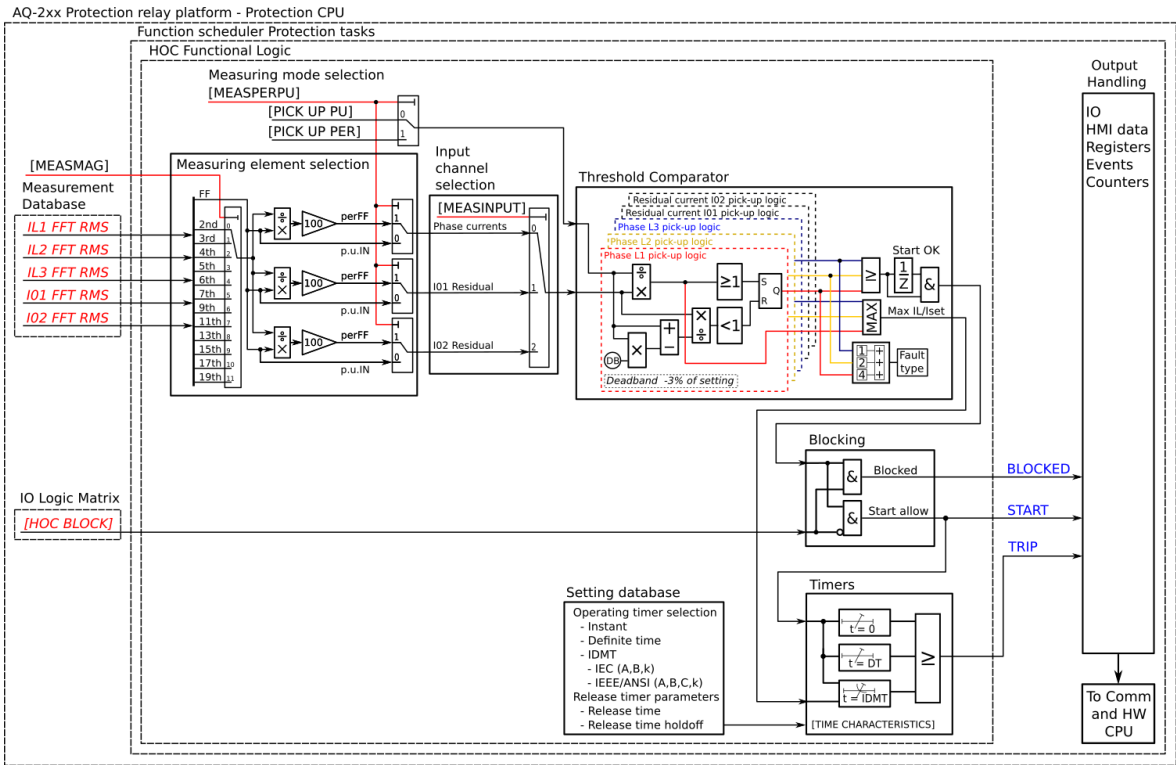 AQ-2xx Protection relay platform - Protection CPU
Function scheduler Protection tasks
HOC Functional Logic
Measuring mode selection
[MEASPERPU]
[PICK UP PU]
[PICK UP PER]
0
1
[MEASMAG]
Measurement
Database
IL1 FFT RMS
IL2 FFT RMS
IL3 FFT RMS
I01 FFT RMS
I02 FFT RMS
Measuring element selection
FF
2nd
3rd
4th
5th
6th
7th
9th
11th
13th
15th
17th
19th
0
1
2
3
4
5
6
7
8
9
10
11
÷
×
100
perFF
1
0
p.u.IN
÷
×
100
perFF
1
0
p.u.IN
÷
×
100
perFF
1
0
p.u.IN
Input
channel
selection
[MEASINPUT]
Phase currents
0
I01 Residual
1
I02 Residual
2
Threshold Comparator
Residual current I02 pick-up logic
Residual current I01 pick-up logic
Phase L3 pick-up logic
Phase L2 pick-up logic
Phase L1 pick-up logic
÷
×
≥1
S
Q
R
+
−
×
÷
<1
DB
×
Deadband -3% of setting
≥
Start OK
1
Z
&
MAX
Max IL/Iset
1 +
2 +
4 +
Fault
type
Output
Handling
IO
HMI data
Registers
Events
Counters
Blocking
&
Blocked
&
Start allow
BLOCKED
START
TRIP
IO Logic Matrix
[HOC BLOCK]
Setting database
Operating timer selection
- Instant
- Definite time
- IDMT
- IEC (A,B,k)
- IEEE/ANSI (A,B,C,k)
Release timer parameters
- Release time
- Release time holdoff
Timers
t = 0
t = DT
t = IDMT
≥
[TIME CHARACTERISTICS]
To Comm
and HW
CPU